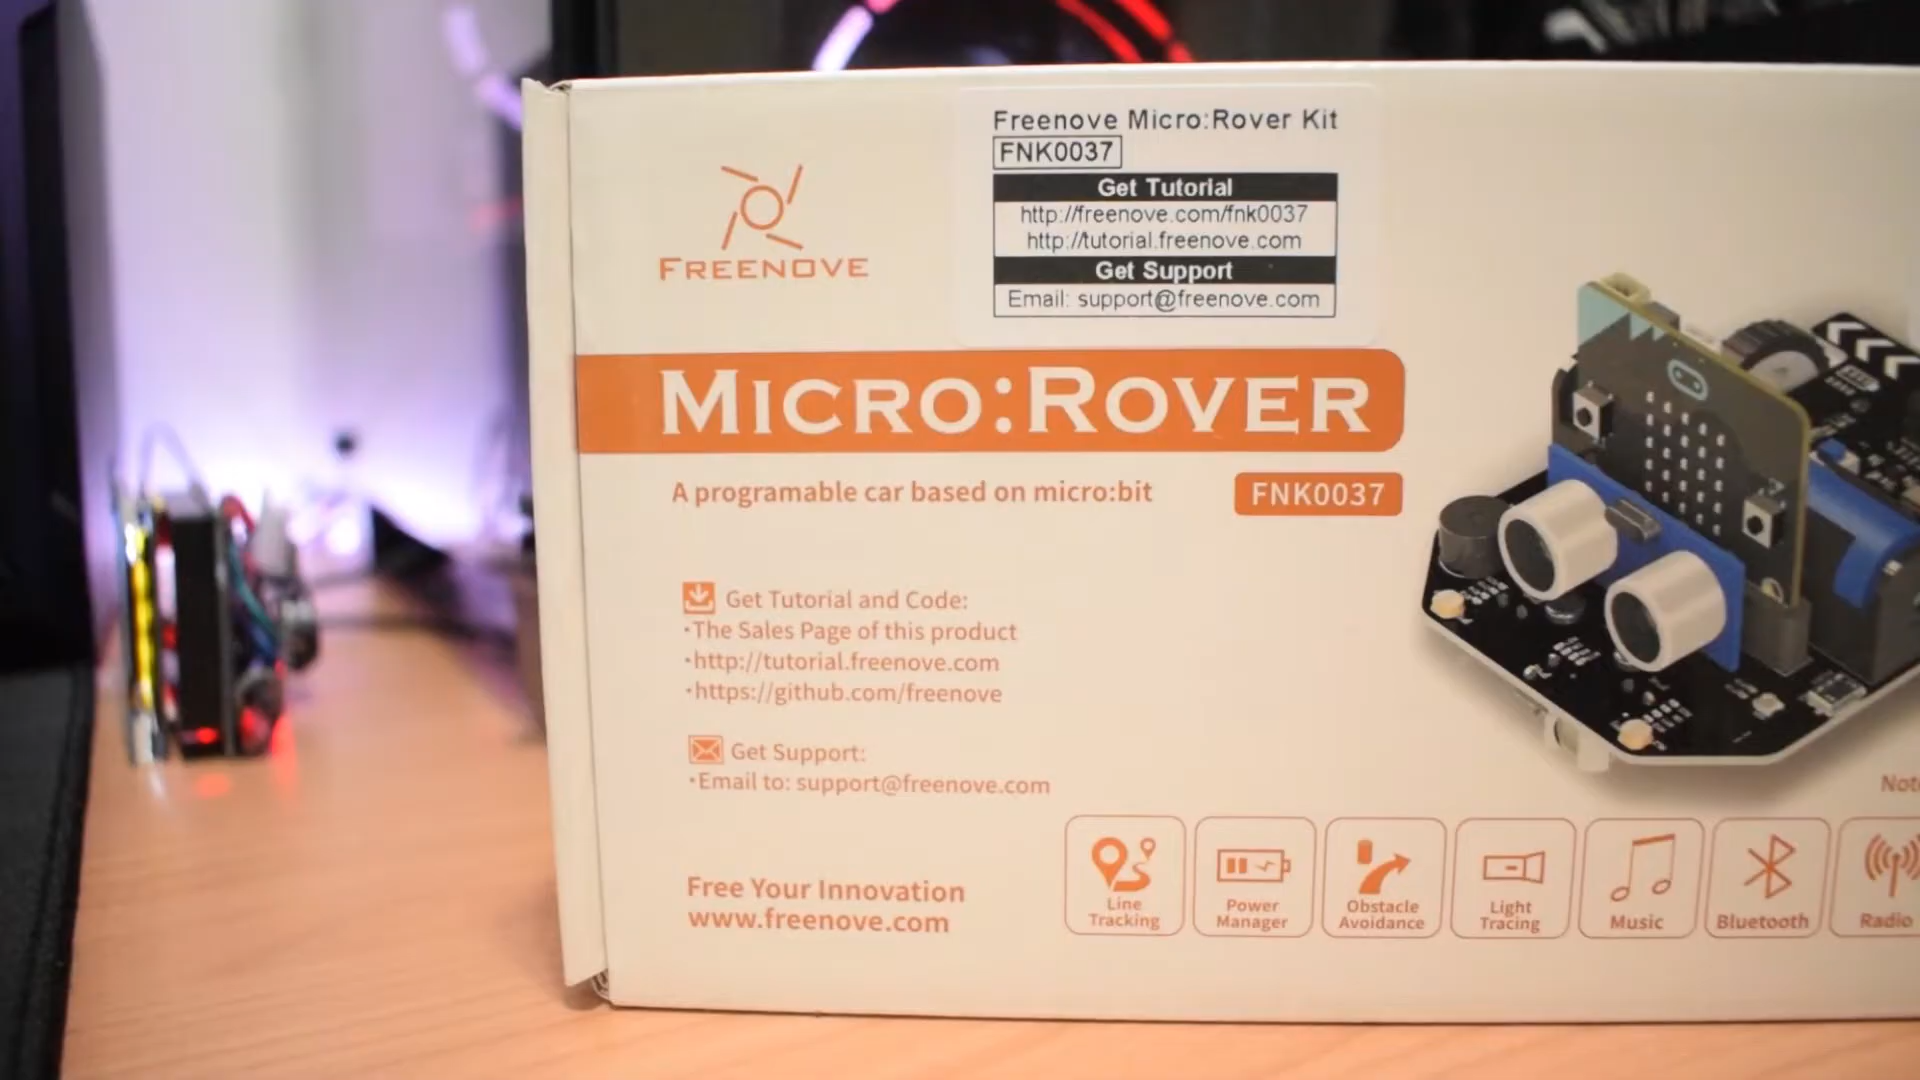 Freenove Micro:Rover Kit
FNK0037
Get Tutorial
http://freenove.com/fnk0037
http://tutorial.freenove.com
Get Support
Email: support@freenove.com
FREENOVE
MICRO:ROVER
A programable car based on micro:bit
FNK0037
Get Tutorial and Code:
·The Sales Page of this product
·http://tutorial.freenove.com
·https://github.com/freenove
Get Support:
·Email to: support@freenove.com
Free Your Innovation
www.freenove.com
Line
Tracking
Power
Manager
Obstacle
Avoidance
Light
Tracing
Music
Bluetooth
Radio